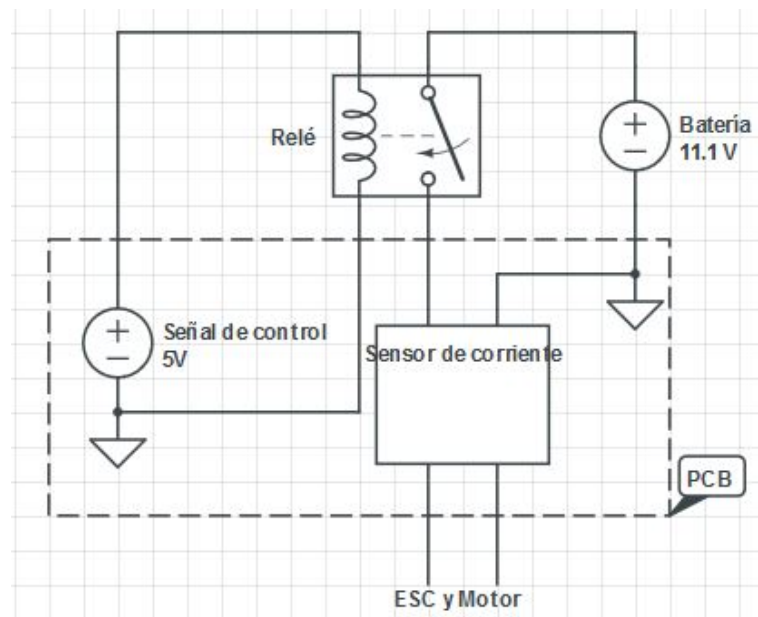 Relé
Batería
11.1 V
Señal de control
5V
Sensor de corriente
PCB
ESC y Motor